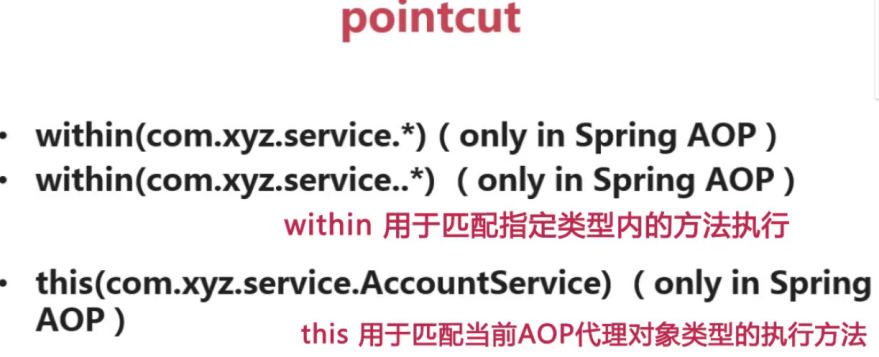 pointcut
• within(com.xyz.service.*) ( only in Spring AOP )
• within(com.xyz.service..*) ( only in Spring AOP )
within 用于匹配指定类型内的方法执行
• this(com.xyz.service.AccountService) ( only in Spring
AOP )
this 用于匹配当前AOP代理对象类型的执行方法